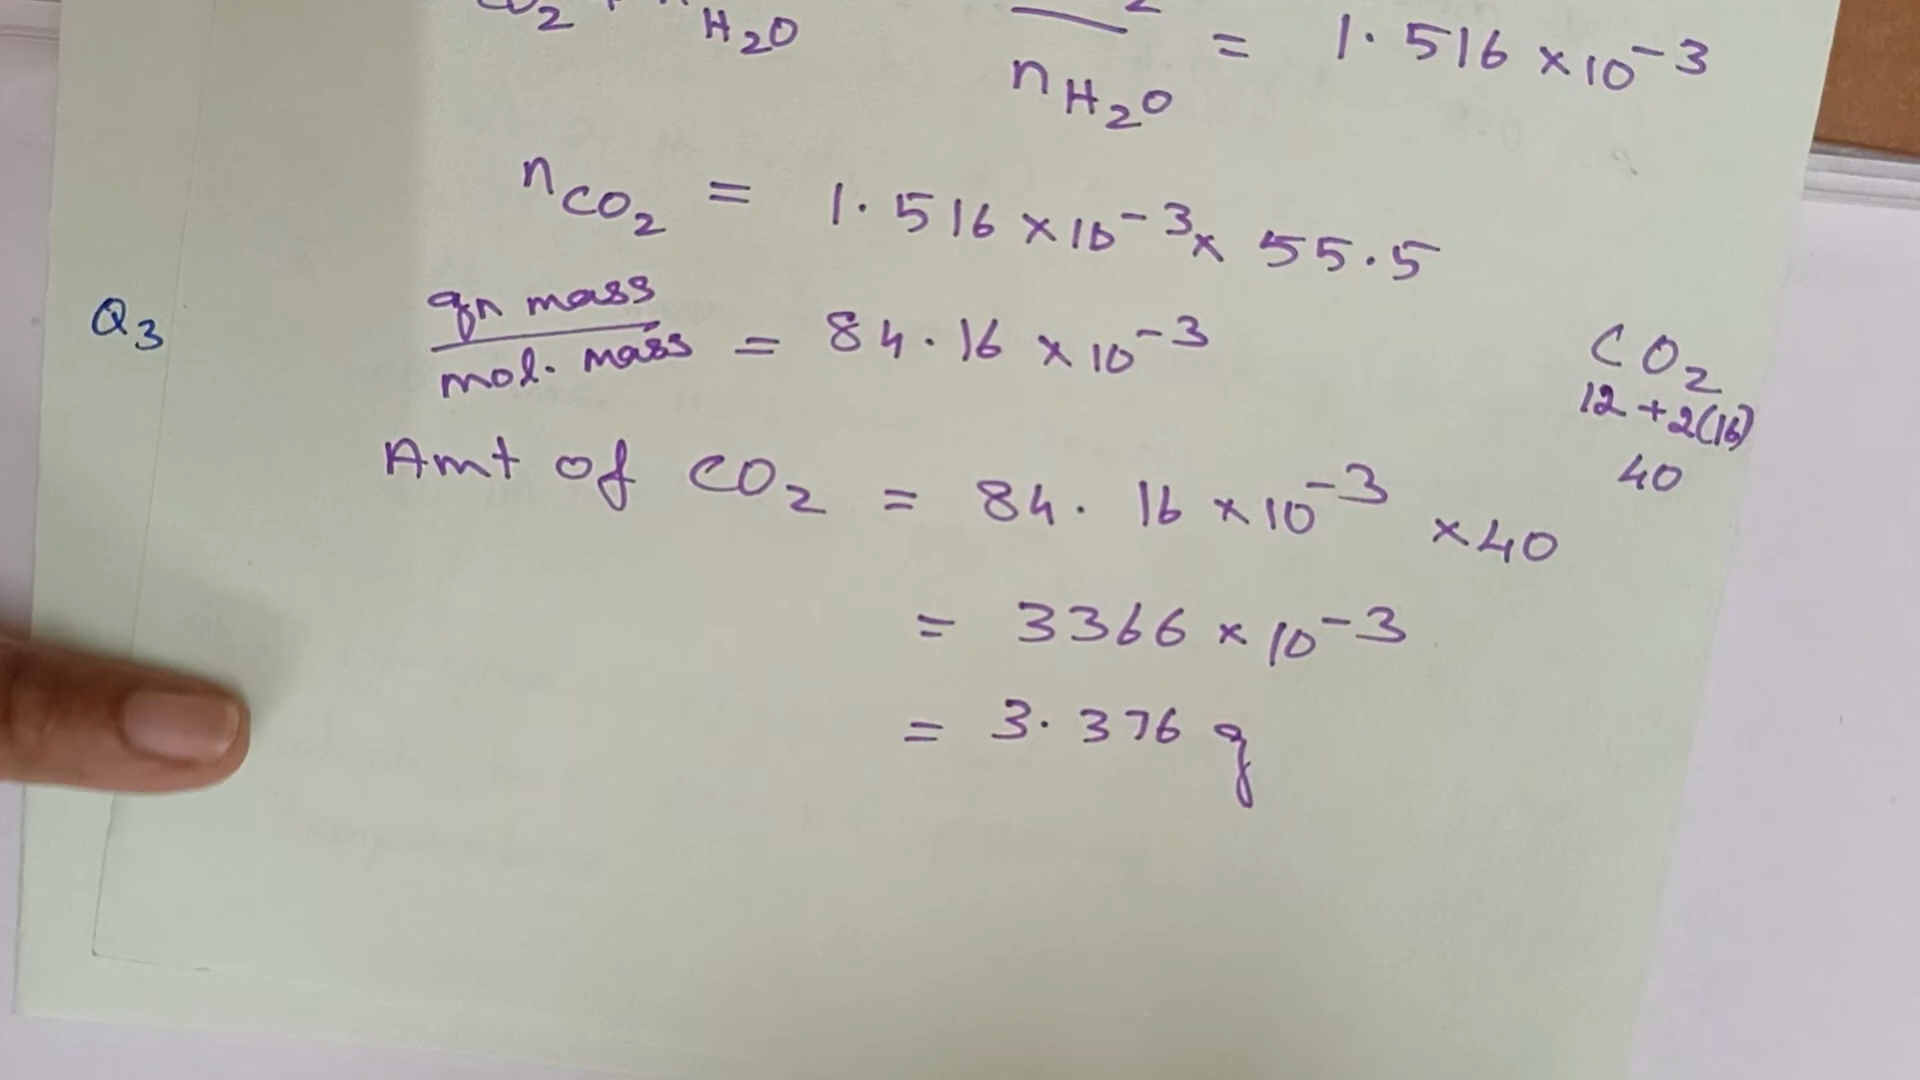 H₂O
= 1.516 × 10⁻³
nH₂O
nCO₂ = 1.516 × 10⁻³ × 55.5
Q3
gn mass / mol. mass = 84.16 × 10⁻³
CO₂
12 + 2(16)
40
Amt of CO₂ = 84.16 × 10⁻³ × 40
= 3366 × 10⁻³
= 3.376 g